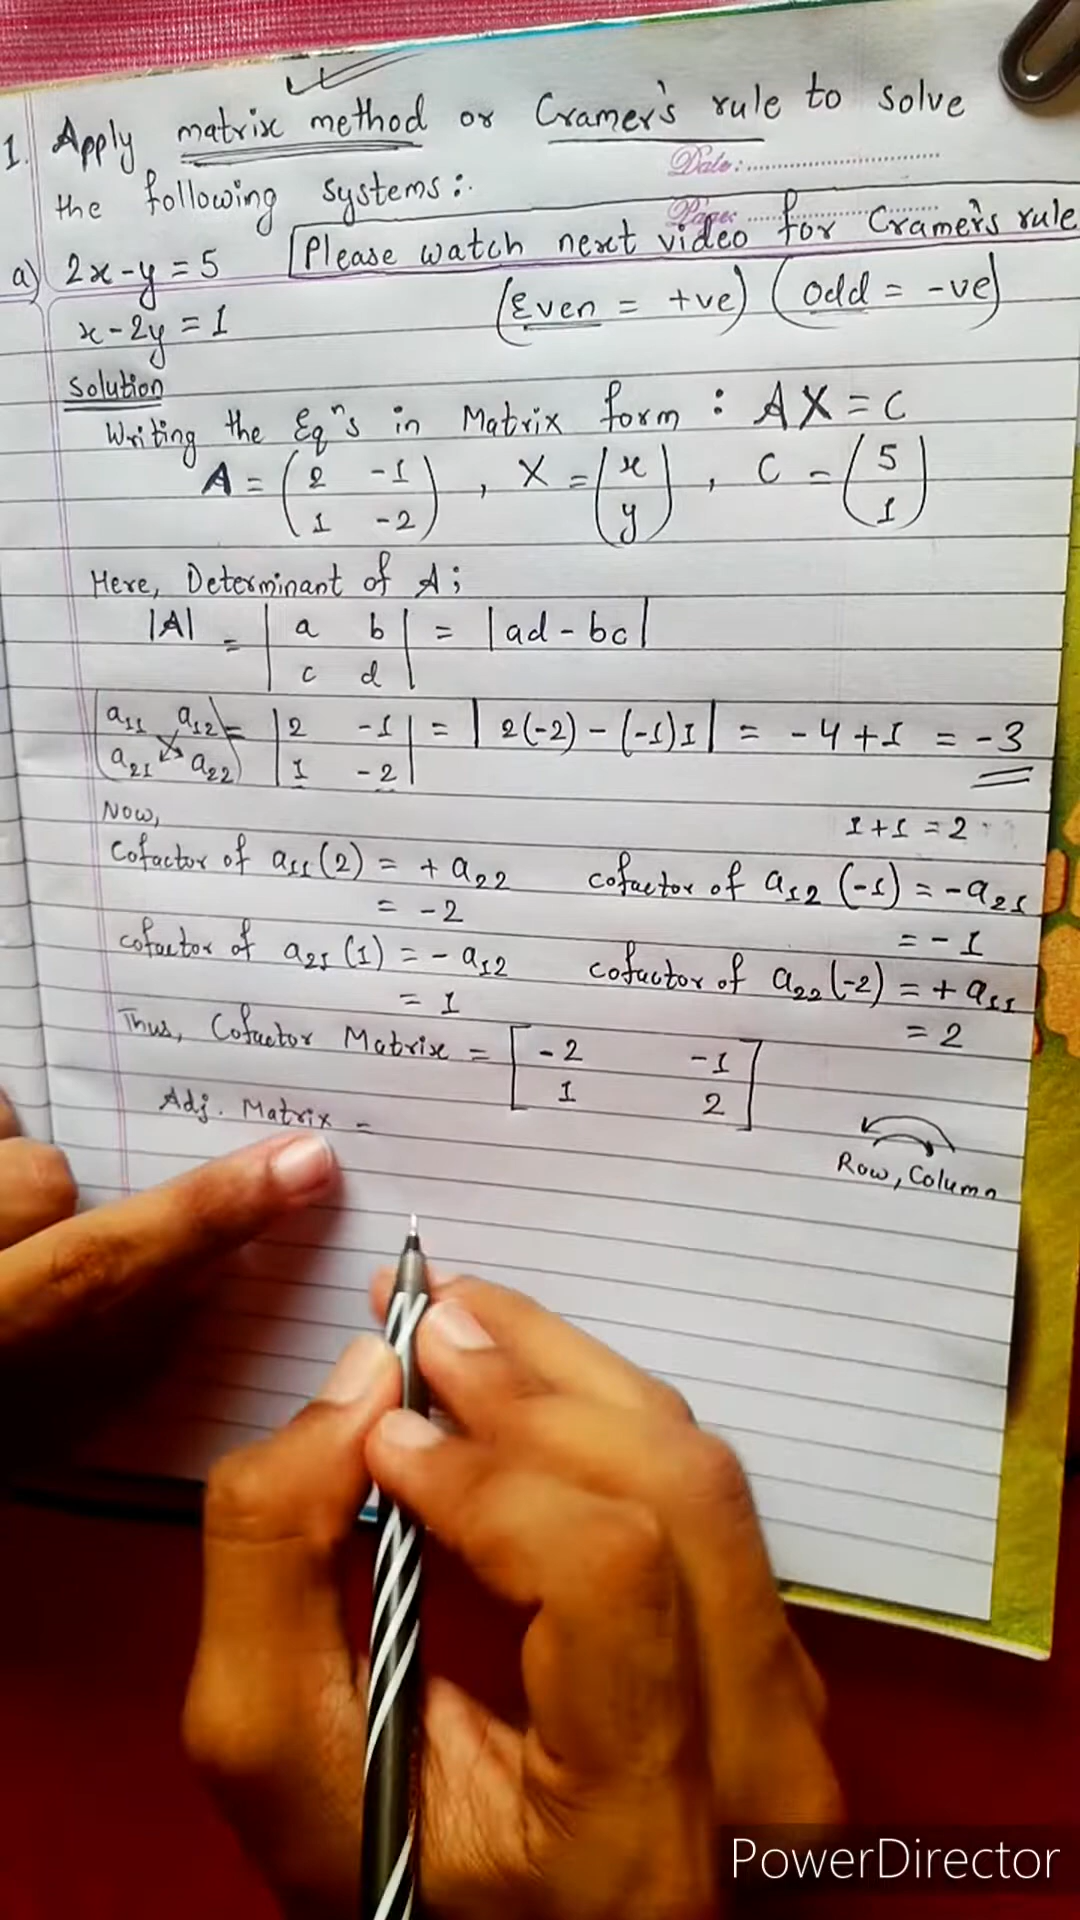 1. Apply matrix method or Cramer's rule to solve
Date:
the following systems:
Page:
a) 2x-y=5 Please watch next video for Cramer's rule
x-2y=1 (Even = +ve) (odd = -ve)
Solution
Writing the Eqⁿs in Matrix form : AX=C
A = (2 -1 , X = (x , C = (5
1 -2) y) 1)
Here, Determinant of A;
|A| = |a b| = |ad - bc|
|c d|
(a11 a12 = |2 -1| = |2(-2) - (-1)1| = -4+1 = -3
a21 a22) |1 -2|
Now, 1+1=2
Cofactor of a11(2) = + a22 cofactor of a12 (-1) = -a21
= -2 = -1
cofactor of a21 (1) = - a12 cofactor of a22 (-2) = + a11
= 1 = 2
Thus, Cofactor Matrix = [-2 -1
1 2]
Adj. Matrix =
Row, Column
PowerDirector